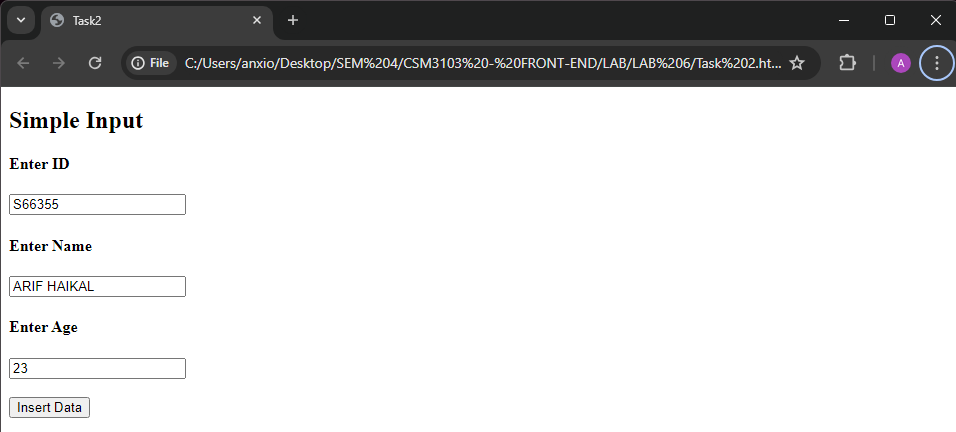 Task2
File C:/Users/anxio/Desktop/SEM%204/CSM3103%20-%20FRONT-END/LAB/LAB%206/Task%202.ht... A
Simple Input
Enter ID
S66355
Enter Name
ARIF HAIKAL
Enter Age
23
Insert Data